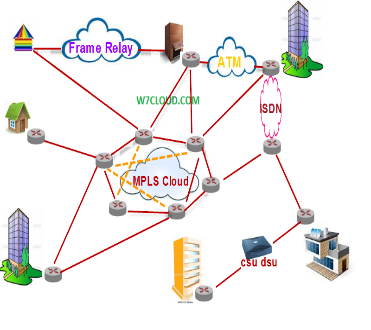 Frame Relay
ATM
W7CLOUD.COM
ISDN
MPLS Cloud
csu dsu